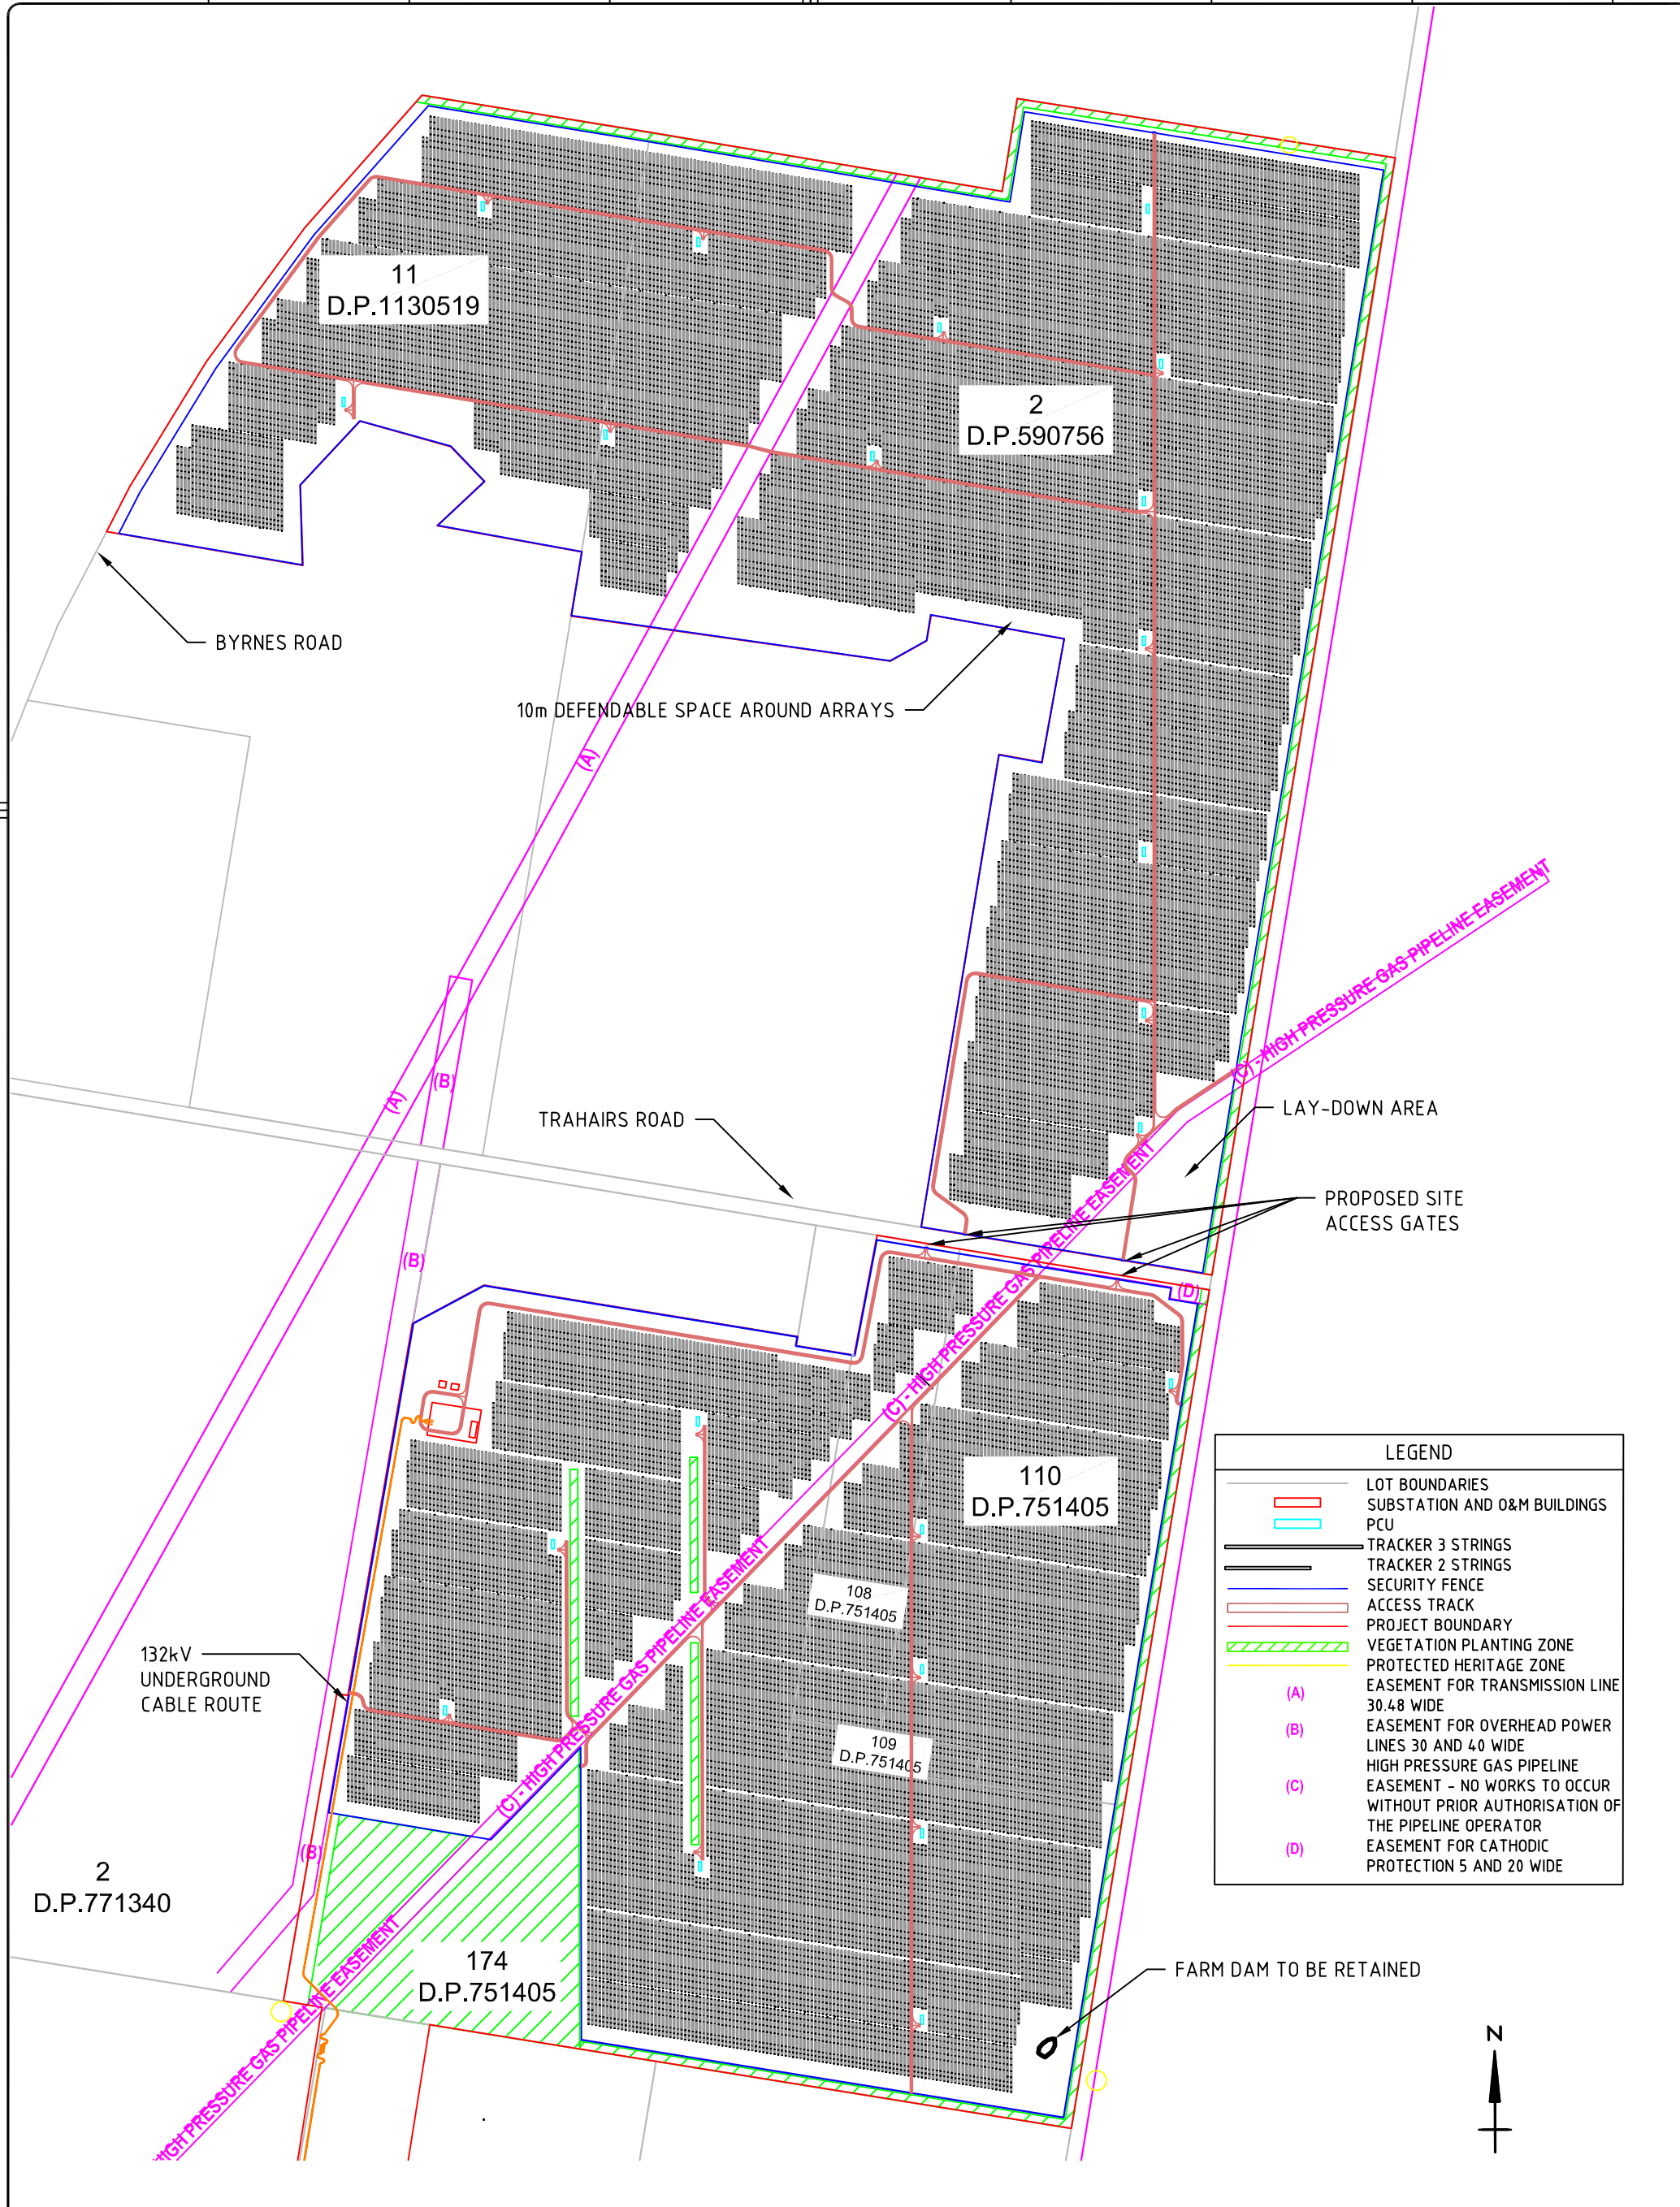 11
D.P.1130519
2
D.P.590756
BYRNES ROAD
10m DEFENDABLE SPACE AROUND ARRAYS
(A)
(C) - HIGH PRESSURE GAS PIPELINE EASEMENT
(B)
(A)
TRAHAIRS ROAD
LAY-DOWN AREA
PROPOSED SITE
ACCESS GATES
(B)
(D)
(C) - HIGH PRESSURE GAS PIPELINE EASEMENT
110
D.P.751405
108
D.P.751405
132kV
UNDERGROUND
CABLE ROUTE
109
D.P.751405
(C) - HIGH PRESSURE GAS PIPELINE EASEMENT
(B)
2
D.P.771340
174
D.P.751405
HIGH PRESSURE GAS PIPELINE EASEMENT
FARM DAM TO BE RETAINED
N
LEGEND
LOT BOUNDARIES
SUBSTATION AND O&M BUILDINGS
PCU
TRACKER 3 STRINGS
TRACKER 2 STRINGS
SECURITY FENCE
ACCESS TRACK
PROJECT BOUNDARY
VEGETATION PLANTING ZONE
PROTECTED HERITAGE ZONE
(A) EASEMENT FOR TRANSMISSION LINE
30.48 WIDE
(B) EASEMENT FOR OVERHEAD POWER
LINES 30 AND 40 WIDE
HIGH PRESSURE GAS PIPELINE
(C) EASEMENT - NO WORKS TO OCCUR
WITHOUT PRIOR AUTHORISATION OF
THE PIPELINE OPERATOR
(D) EASEMENT FOR CATHODIC
PROTECTION 5 AND 20 WIDE